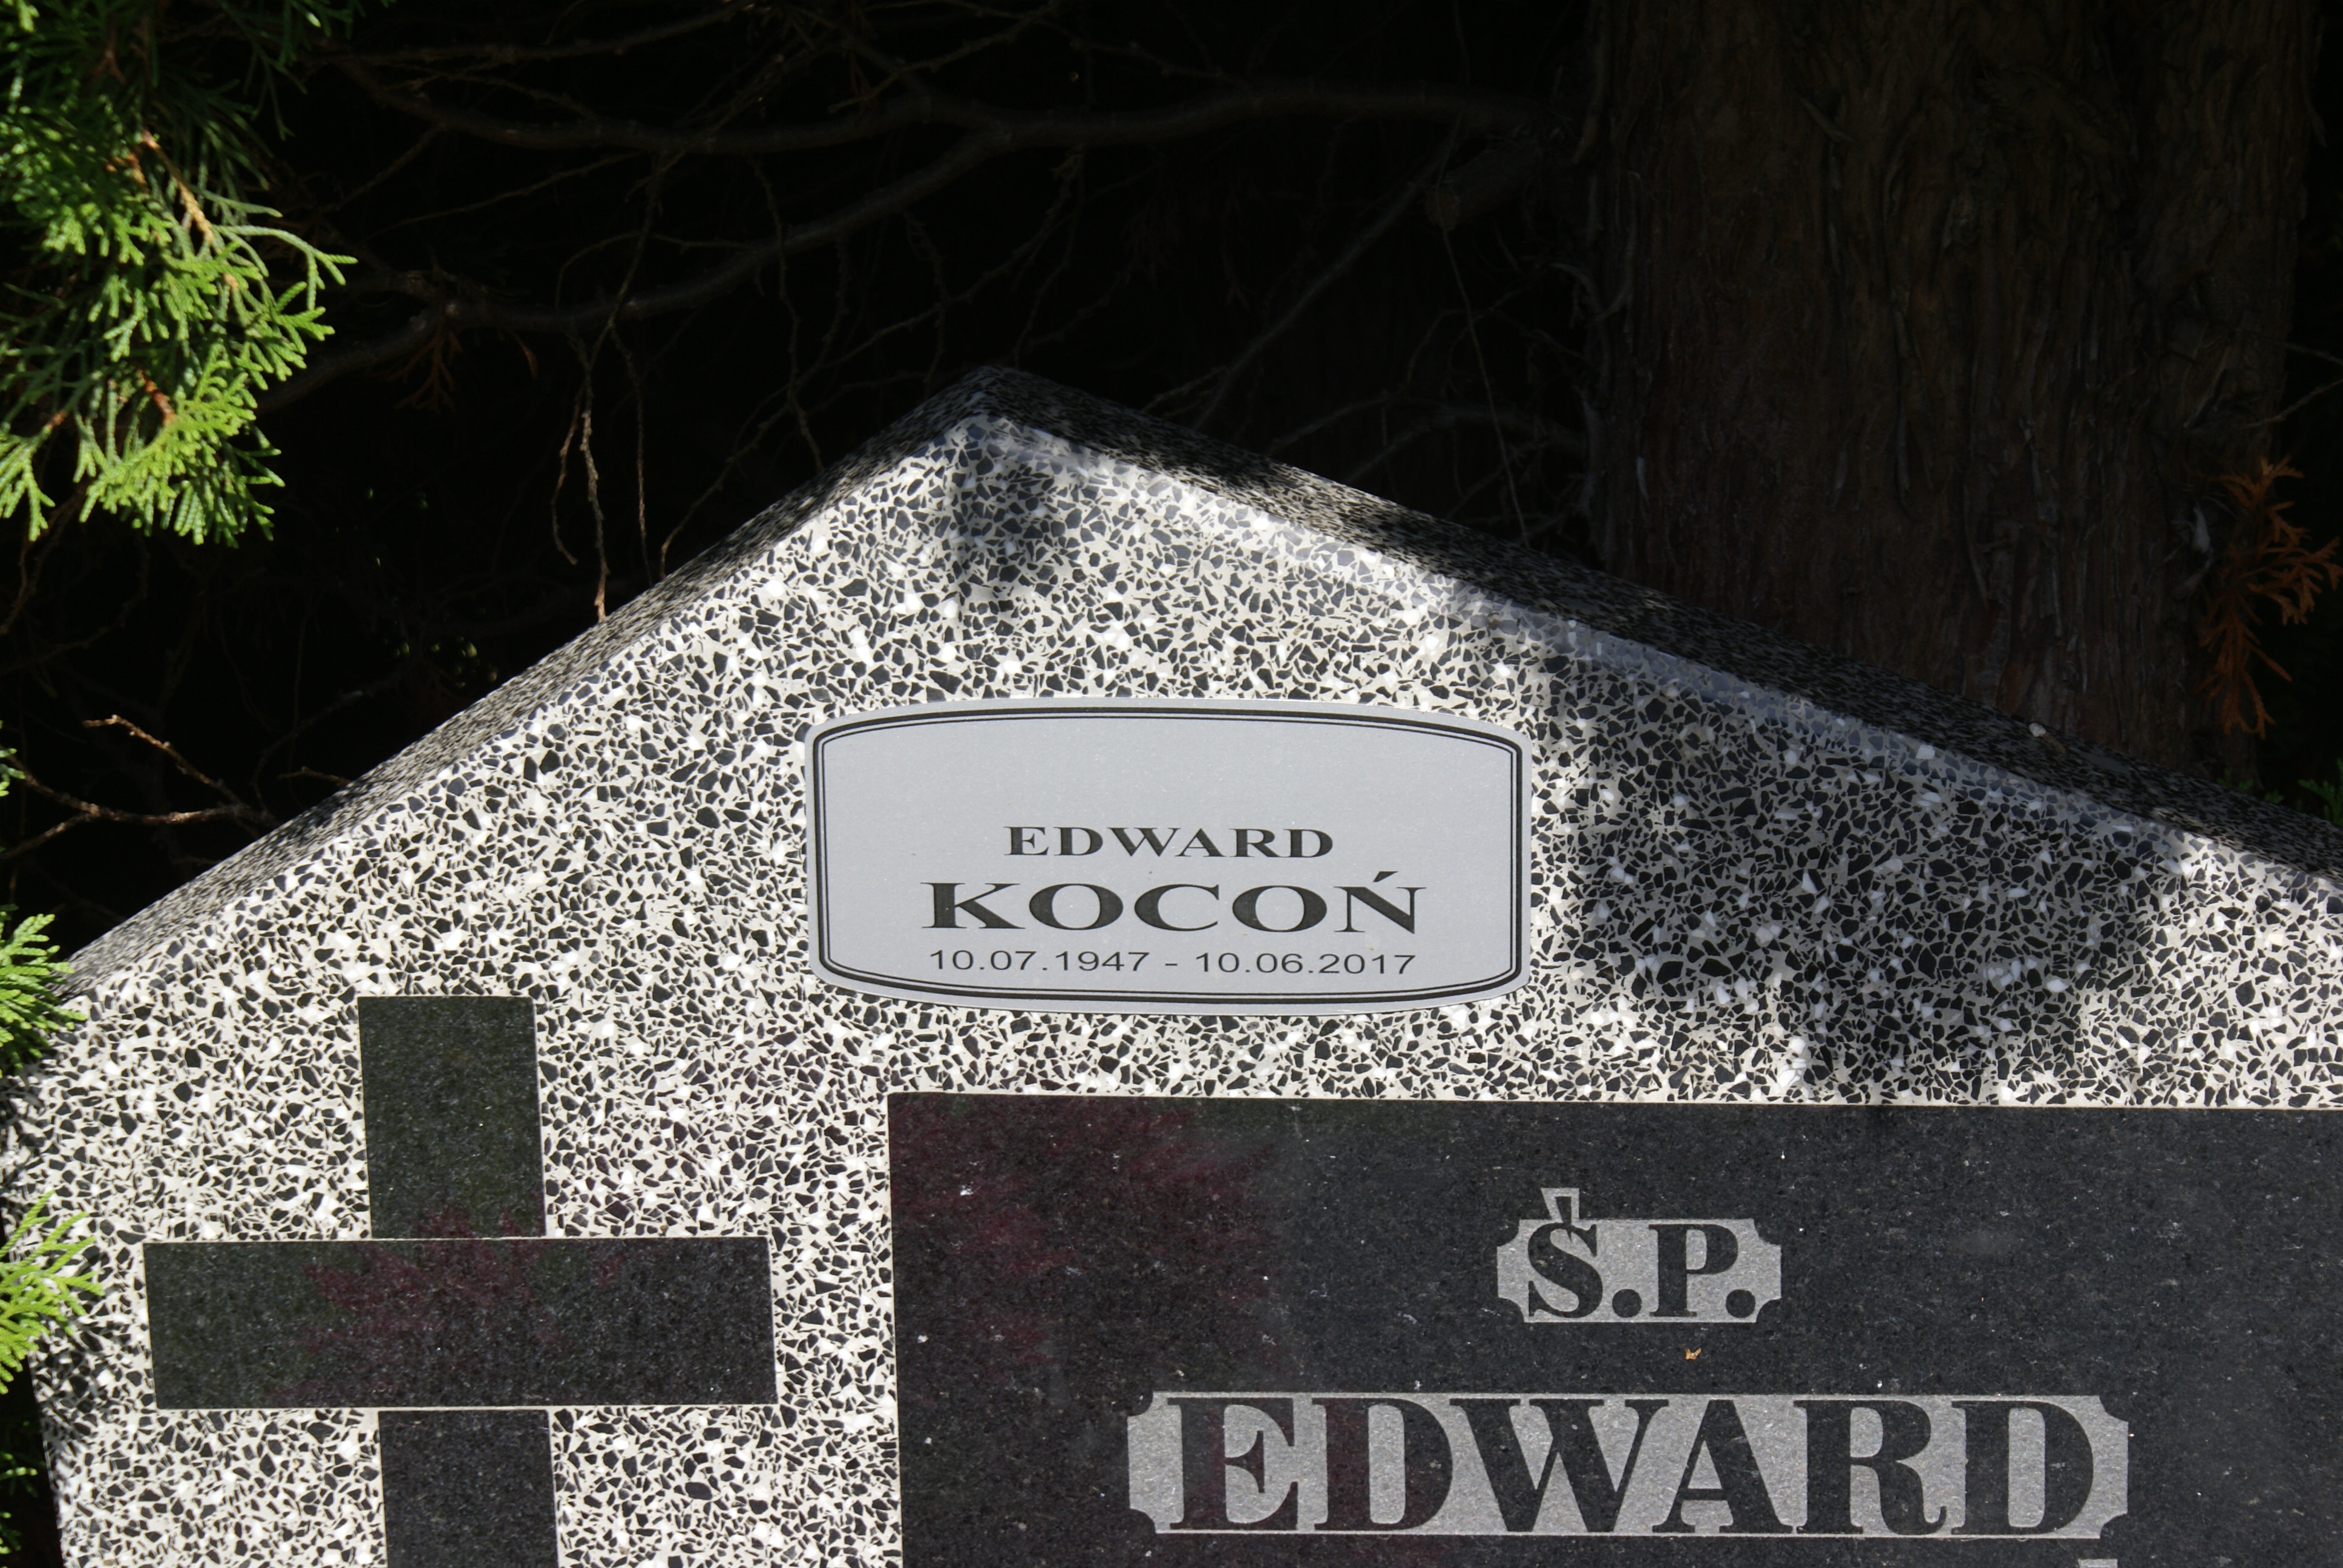 EDWARD
KOCOŃ
10.07.1947 - 10.06.2017
Ś.P.
EDWARD